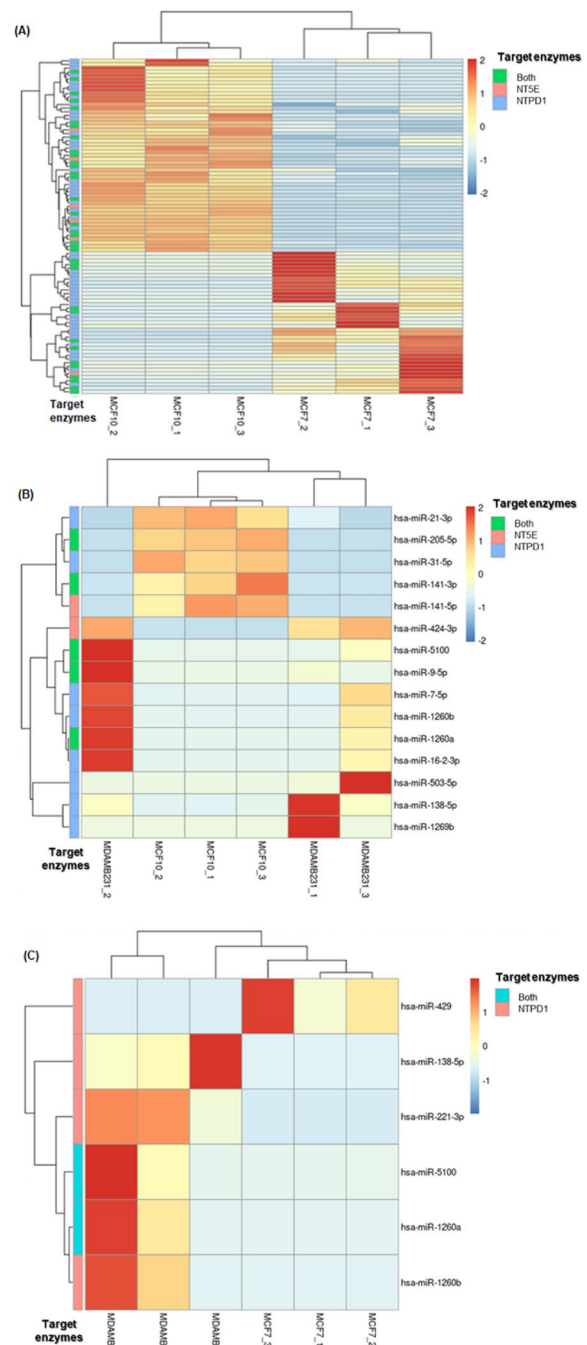 (A)
Target enzymes
Both
NT5E
NTPD1
2
1
0
-1
-2
Target
enzymes
MCF10_2
MCF10_1
MCF10_3
MCF7_2
MCF7_1
MCF7_3
(B)
Target enzymes
Both
NT5E
NTPD1
2
1
0
-1
-2
hsa-miR-21-3p
hsa-miR-205-5p
hsa-miR-31-5p
hsa-miR-141-3p
hsa-miR-141-5p
hsa-miR-424-3p
hsa-miR-5100
hsa-miR-9-5p
hsa-miR-7-5p
hsa-miR-1260b
hsa-miR-1260a
hsa-miR-16-2-3p
hsa-miR-503-5p
hsa-miR-138-5p
hsa-miR-1269b
Target
enzymes
MDAMB231_2
MCF10_2
MCF10_1
MCF10_3
MDAMB231_1
MDAMB231_3
(C)
Target enzymes
Both
NTPD1
2
1
0
-1
hsa-miR-429
hsa-miR-138-5p
hsa-miR-221-3p
hsa-miR-5100
hsa-miR-1260a
hsa-miR-1260b
Target
enzymes
MDAMB
MDAMB
MDAMB
MCF7_3
MCF7_1
MCF7_2